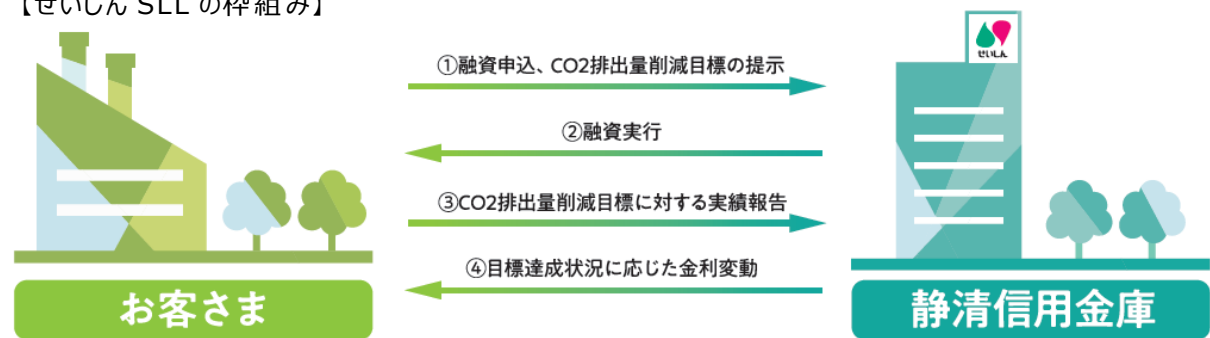 【せいしん SLL の枠組み】
せいしん
①融資申込、CO2排出量削減目標の提示
②融資実行
③CO2排出量削減目標に対する実績報告
④目標達成状況に応じた金利変動
お客さま
静清信用金庫